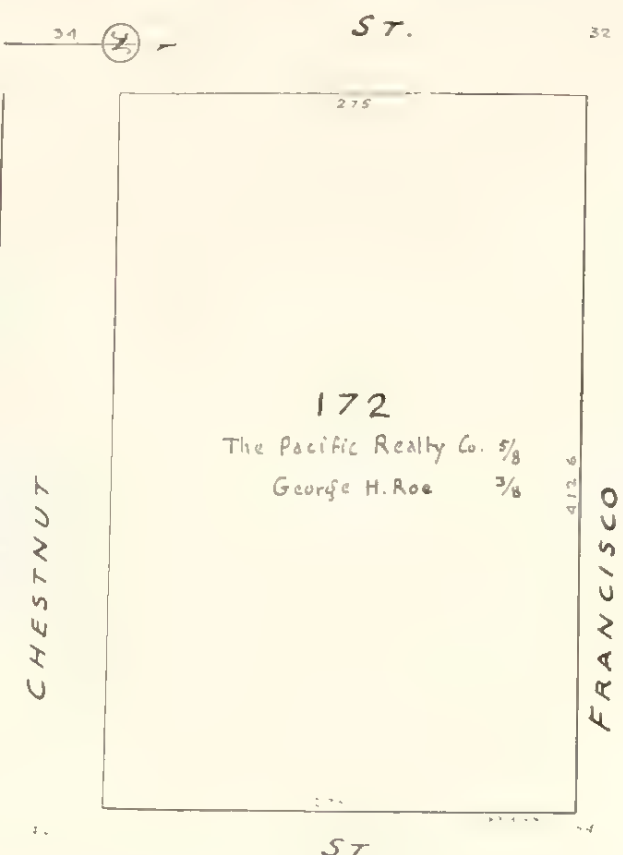 34
ST.
32
275
172
The Pacific Realty Co. 5/8
George H. Roe 3/8
412 6
CHESTNUT
FRANCISCO
ST